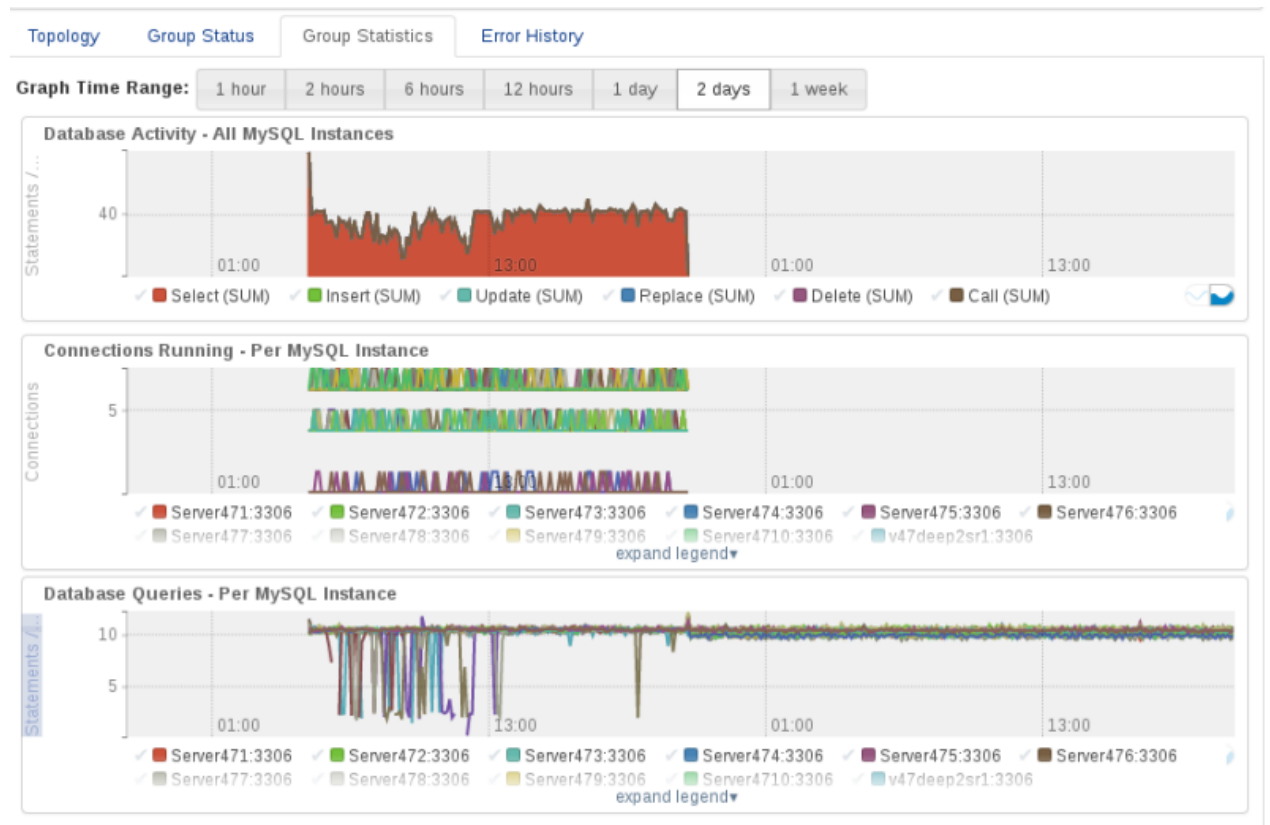 Topology Group Status Group Statistics Error History
Graph Time Range: 1 hour 2 hours 6 hours 12 hours 1 day 2 days 1 week
Database Activity - All MySQL Instances
Statements /...
40
01:00 13:00 01:00 13:00
Select (SUM) Insert (SUM) Update (SUM) Replace (SUM) Delete (SUM) Call (SUM)
Connections Running - Per MySQL Instance
Connections
5
01:00 13:00 01:00 13:00
Server471:3306 Server472:3306 Server473:3306 Server474:3306 Server475:3306 Server476:3306
Server477:3306 Server478:3306 Server479:3306 Server4710:3306 v47deep2sr1:3306
expand legend▾
Database Queries - Per MySQL Instance
Statements /...
10
5
01:00 13:00 01:00 13:00
Server471:3306 Server472:3306 Server473:3306 Server474:3306 Server475:3306 Server476:3306
Server477:3306 Server478:3306 Server479:3306 Server4710:3306 v47deep2sr1:3306
expand legend▾